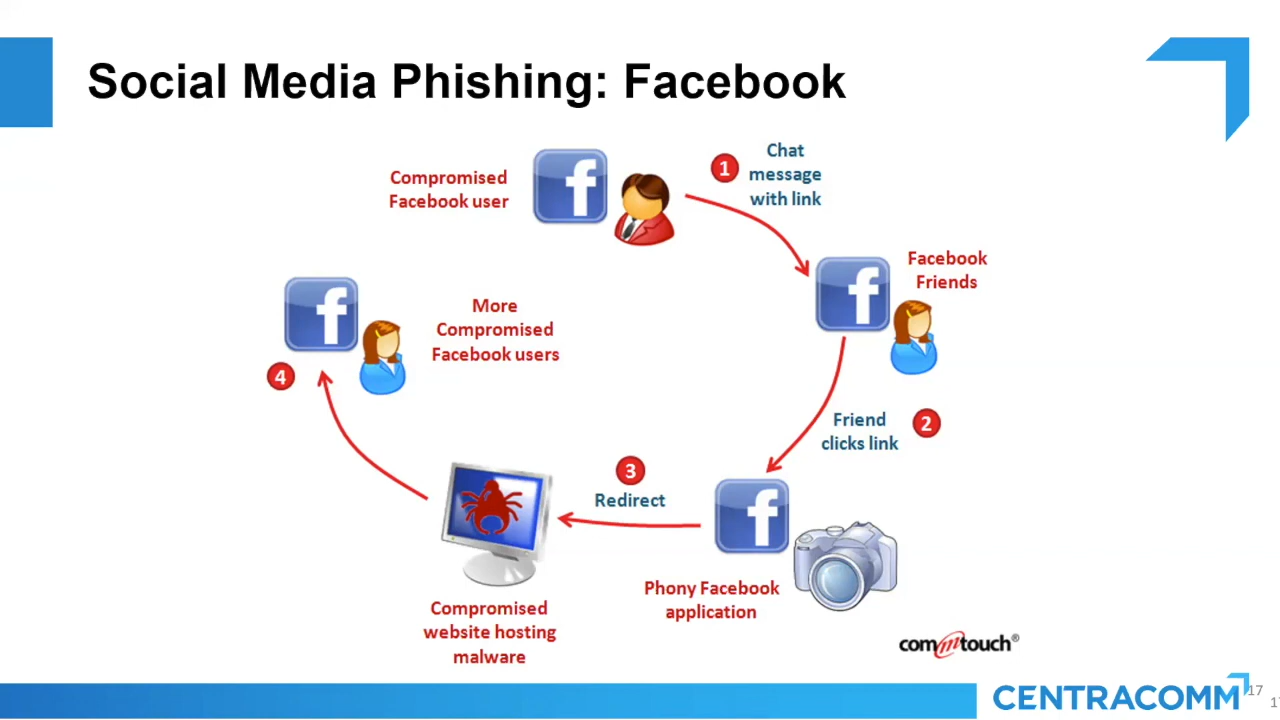 Social Media Phishing: Facebook
Compromised
Facebook user
1
Chat
message
with link
Facebook
Friends
More
Compromised
Facebook users
4
Friend
clicks link
2
3
Redirect
Phony Facebook
application
Compromised
website hosting
malware
commtouch®
CENTRACOMM
17